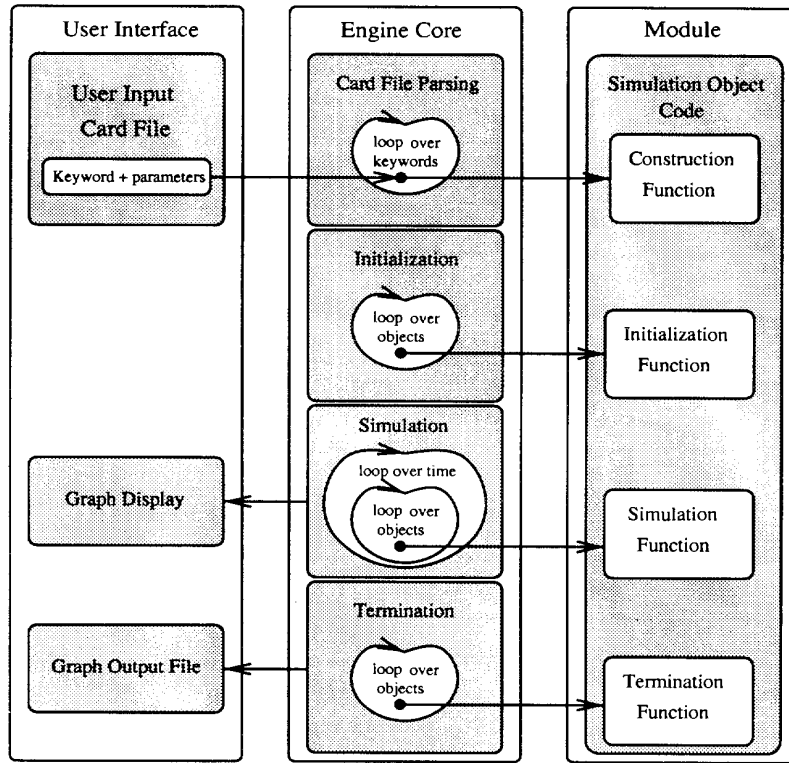 User Interface
User Input
Card File
Keyword + parameters
Graph Display
Graph Output File
Engine Core
Card File Parsing
loop over
keywords
Initialization
loop over
objects
Simulation
loop over time
loop over
objects
Termination
loop over
objects
Module
Simulation Object
Code
Construction
Function
Initialization
Function
Simulation
Function
Termination
Function